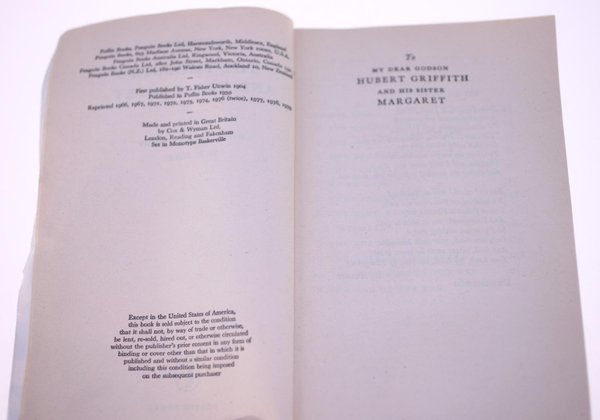 Puffin Books, Penguin Books Ltd, Harmondsworth, Middlesex, England
Penguin Books, 625 Madison Avenue, New York, New York 10022, U.S.A.
Penguin Books Australia Ltd, Ringwood, Victoria, Australia
Penguin Books Canada Ltd, 2801 John Street, Markham, Ontario, Canada
Penguin Books (N.Z.) Ltd, 182–190 Wairau Road, Auckland 10, New Zealand
First published by T. Fisher Unwin 1904
Published in Puffin Books 1959
Reprinted 1966, 1967, 1971, 1972, 1973, 1974, 1976 (twice), 1977, 1978, 1979
Made and printed in Great Britain
by Cox & Wyman Ltd,
London, Reading and Fakenham
Set in Monotype Baskerville
Except in the United States of America,
this book is sold subject to the condition
that it shall not, by way of trade or otherwise,
be lent, re-sold, hired out, or otherwise circulated
without the publisher's prior consent in any form of
binding or cover other than that in which it is
published and without a similar condition
including this condition being imposed
on the subsequent purchaser
To
MY DEAR GODSON
HUBERT GRIFFITH
AND HIS SISTER
MARGARET